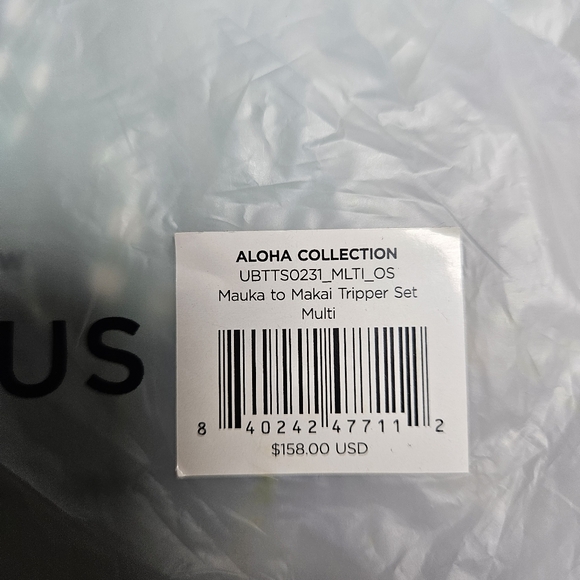 ALOHA COLLECTION
UBTTS0231_MLTI_OS
Mauka to Makai Tripper Set
Multi
8 40242 47711 2
$158.00 USD
US